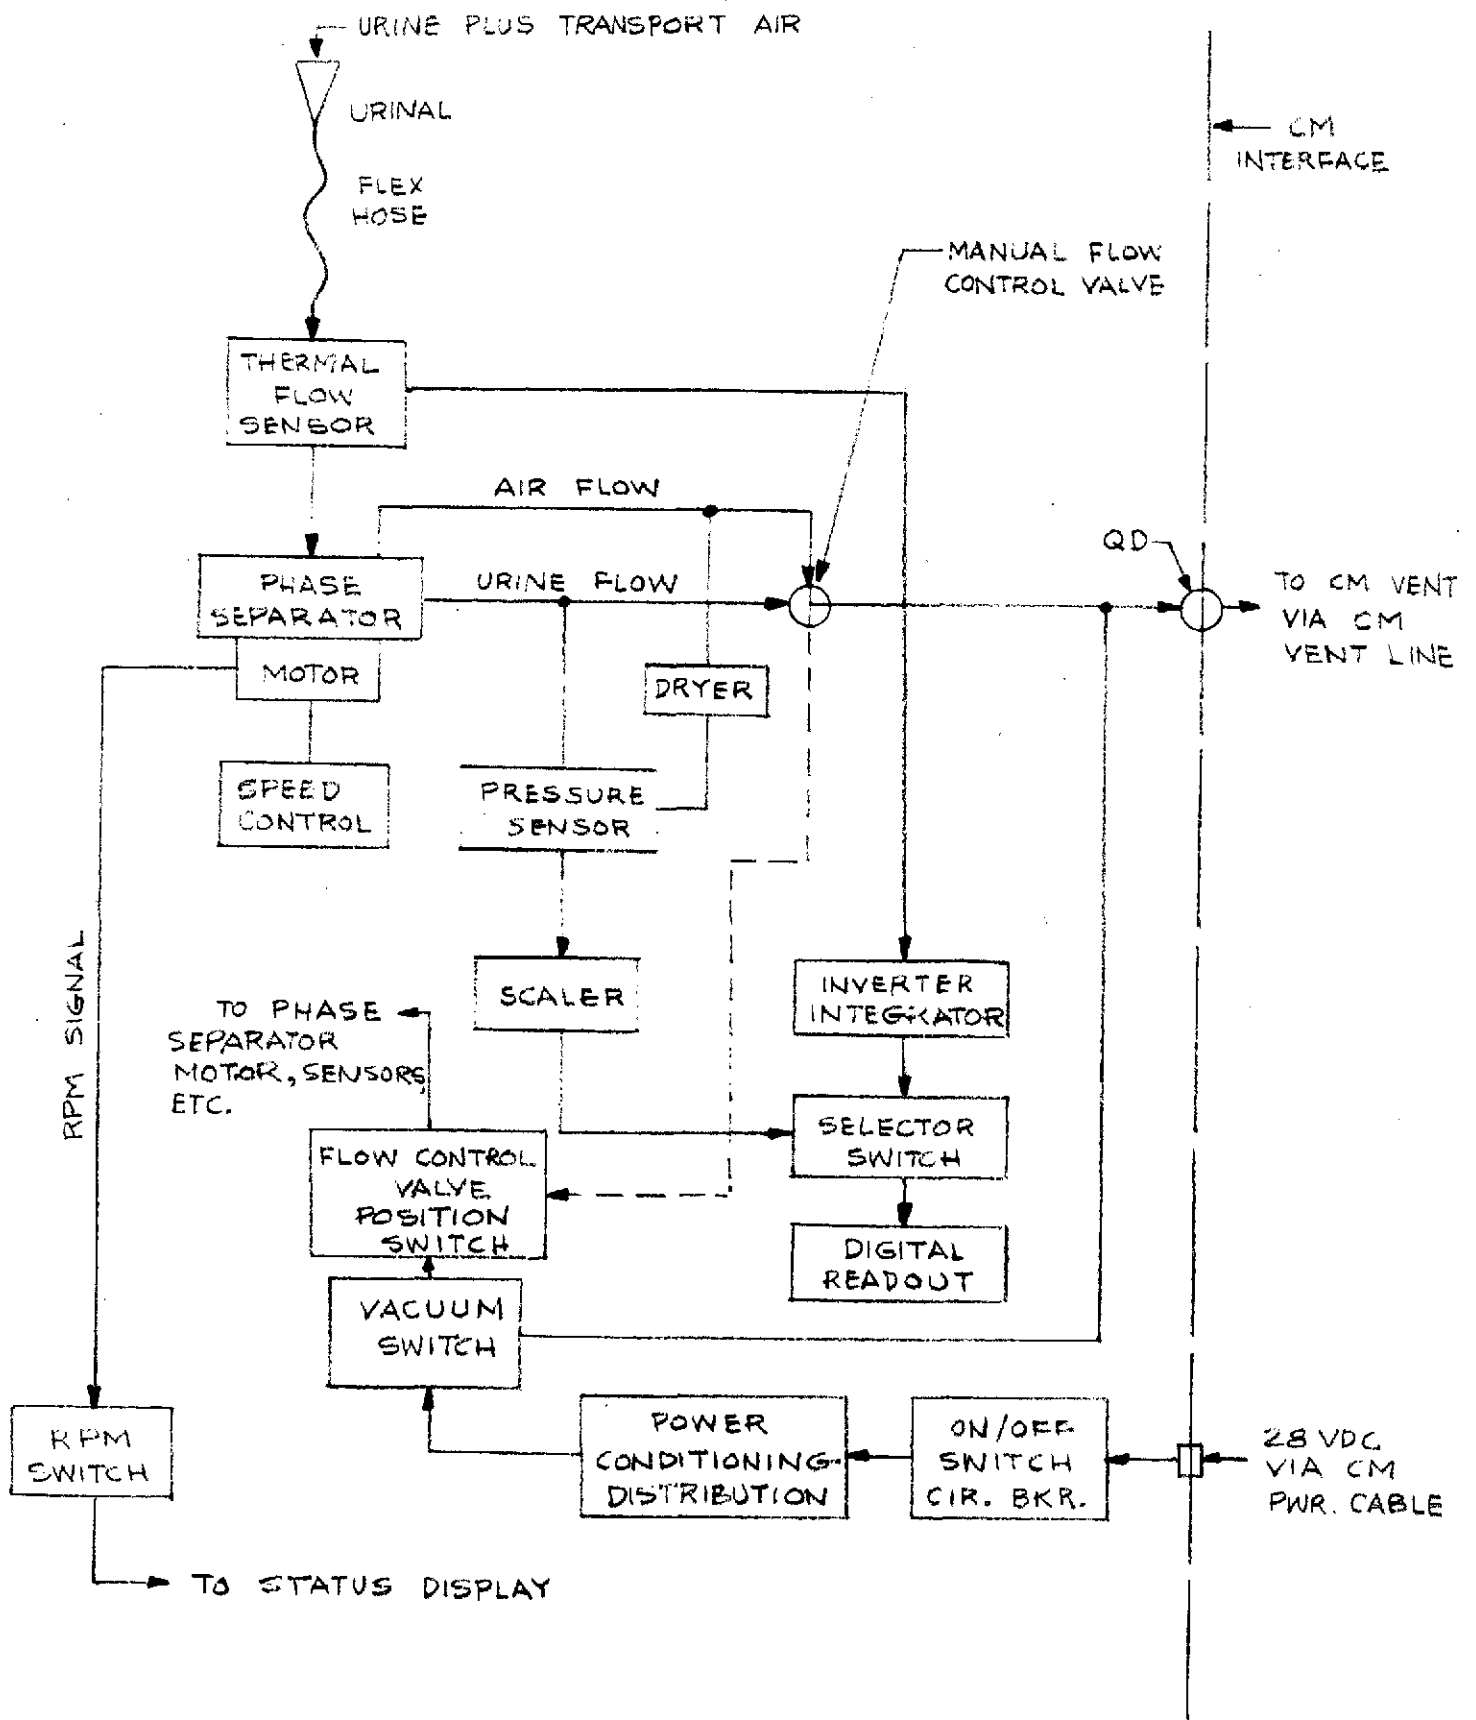 URINE PLUS TRANSPORT AIR
URINAL
CM
INTERFACE
FLEX
HOSE
MANUAL FLOW
CONTROL VALVE
THERMAL
FLOW
SENSOR
AIR FLOW
QD
PHASE
SEPARATOR
URINE FLOW
TO CM VENT
VIA CM
VENT LINE
MOTOR
DRYER
SPEED
CONTROL
PRESSURE
SENSOR
RPM SIGNAL
SCALER
INVERTER
INTEGRATOR
TO PHASE
SEPARATOR
MOTOR, SENSORS,
ETC.
SELECTOR
SWITCH
FLOW CONTROL
VALVE
POSITION
SWITCH
DIGITAL
READOUT
VACUUM
SWITCH
RPM
SWITCH
POWER
CONDITIONING-
DISTRIBUTION
ON/OFF
SWITCH
CIR. BKR.
28 VDC
VIA CM
PWR. CABLE
TO STATUS DISPLAY